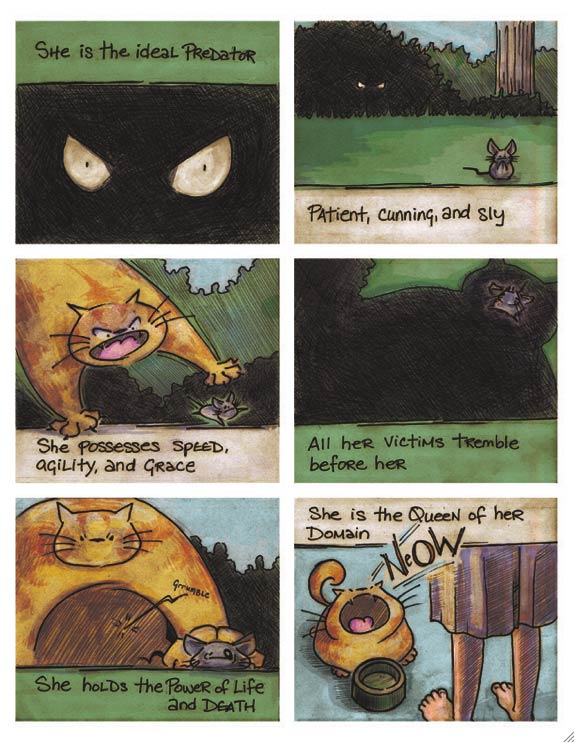 She is the ideal Predator
Patient, cunning, and sly
She Possesses Speed,
agility, and Grace
All her victims tremble
before her
Grrumble
She holds the Power of Life
and Death
She is the Queen of her
Domain
NeOW